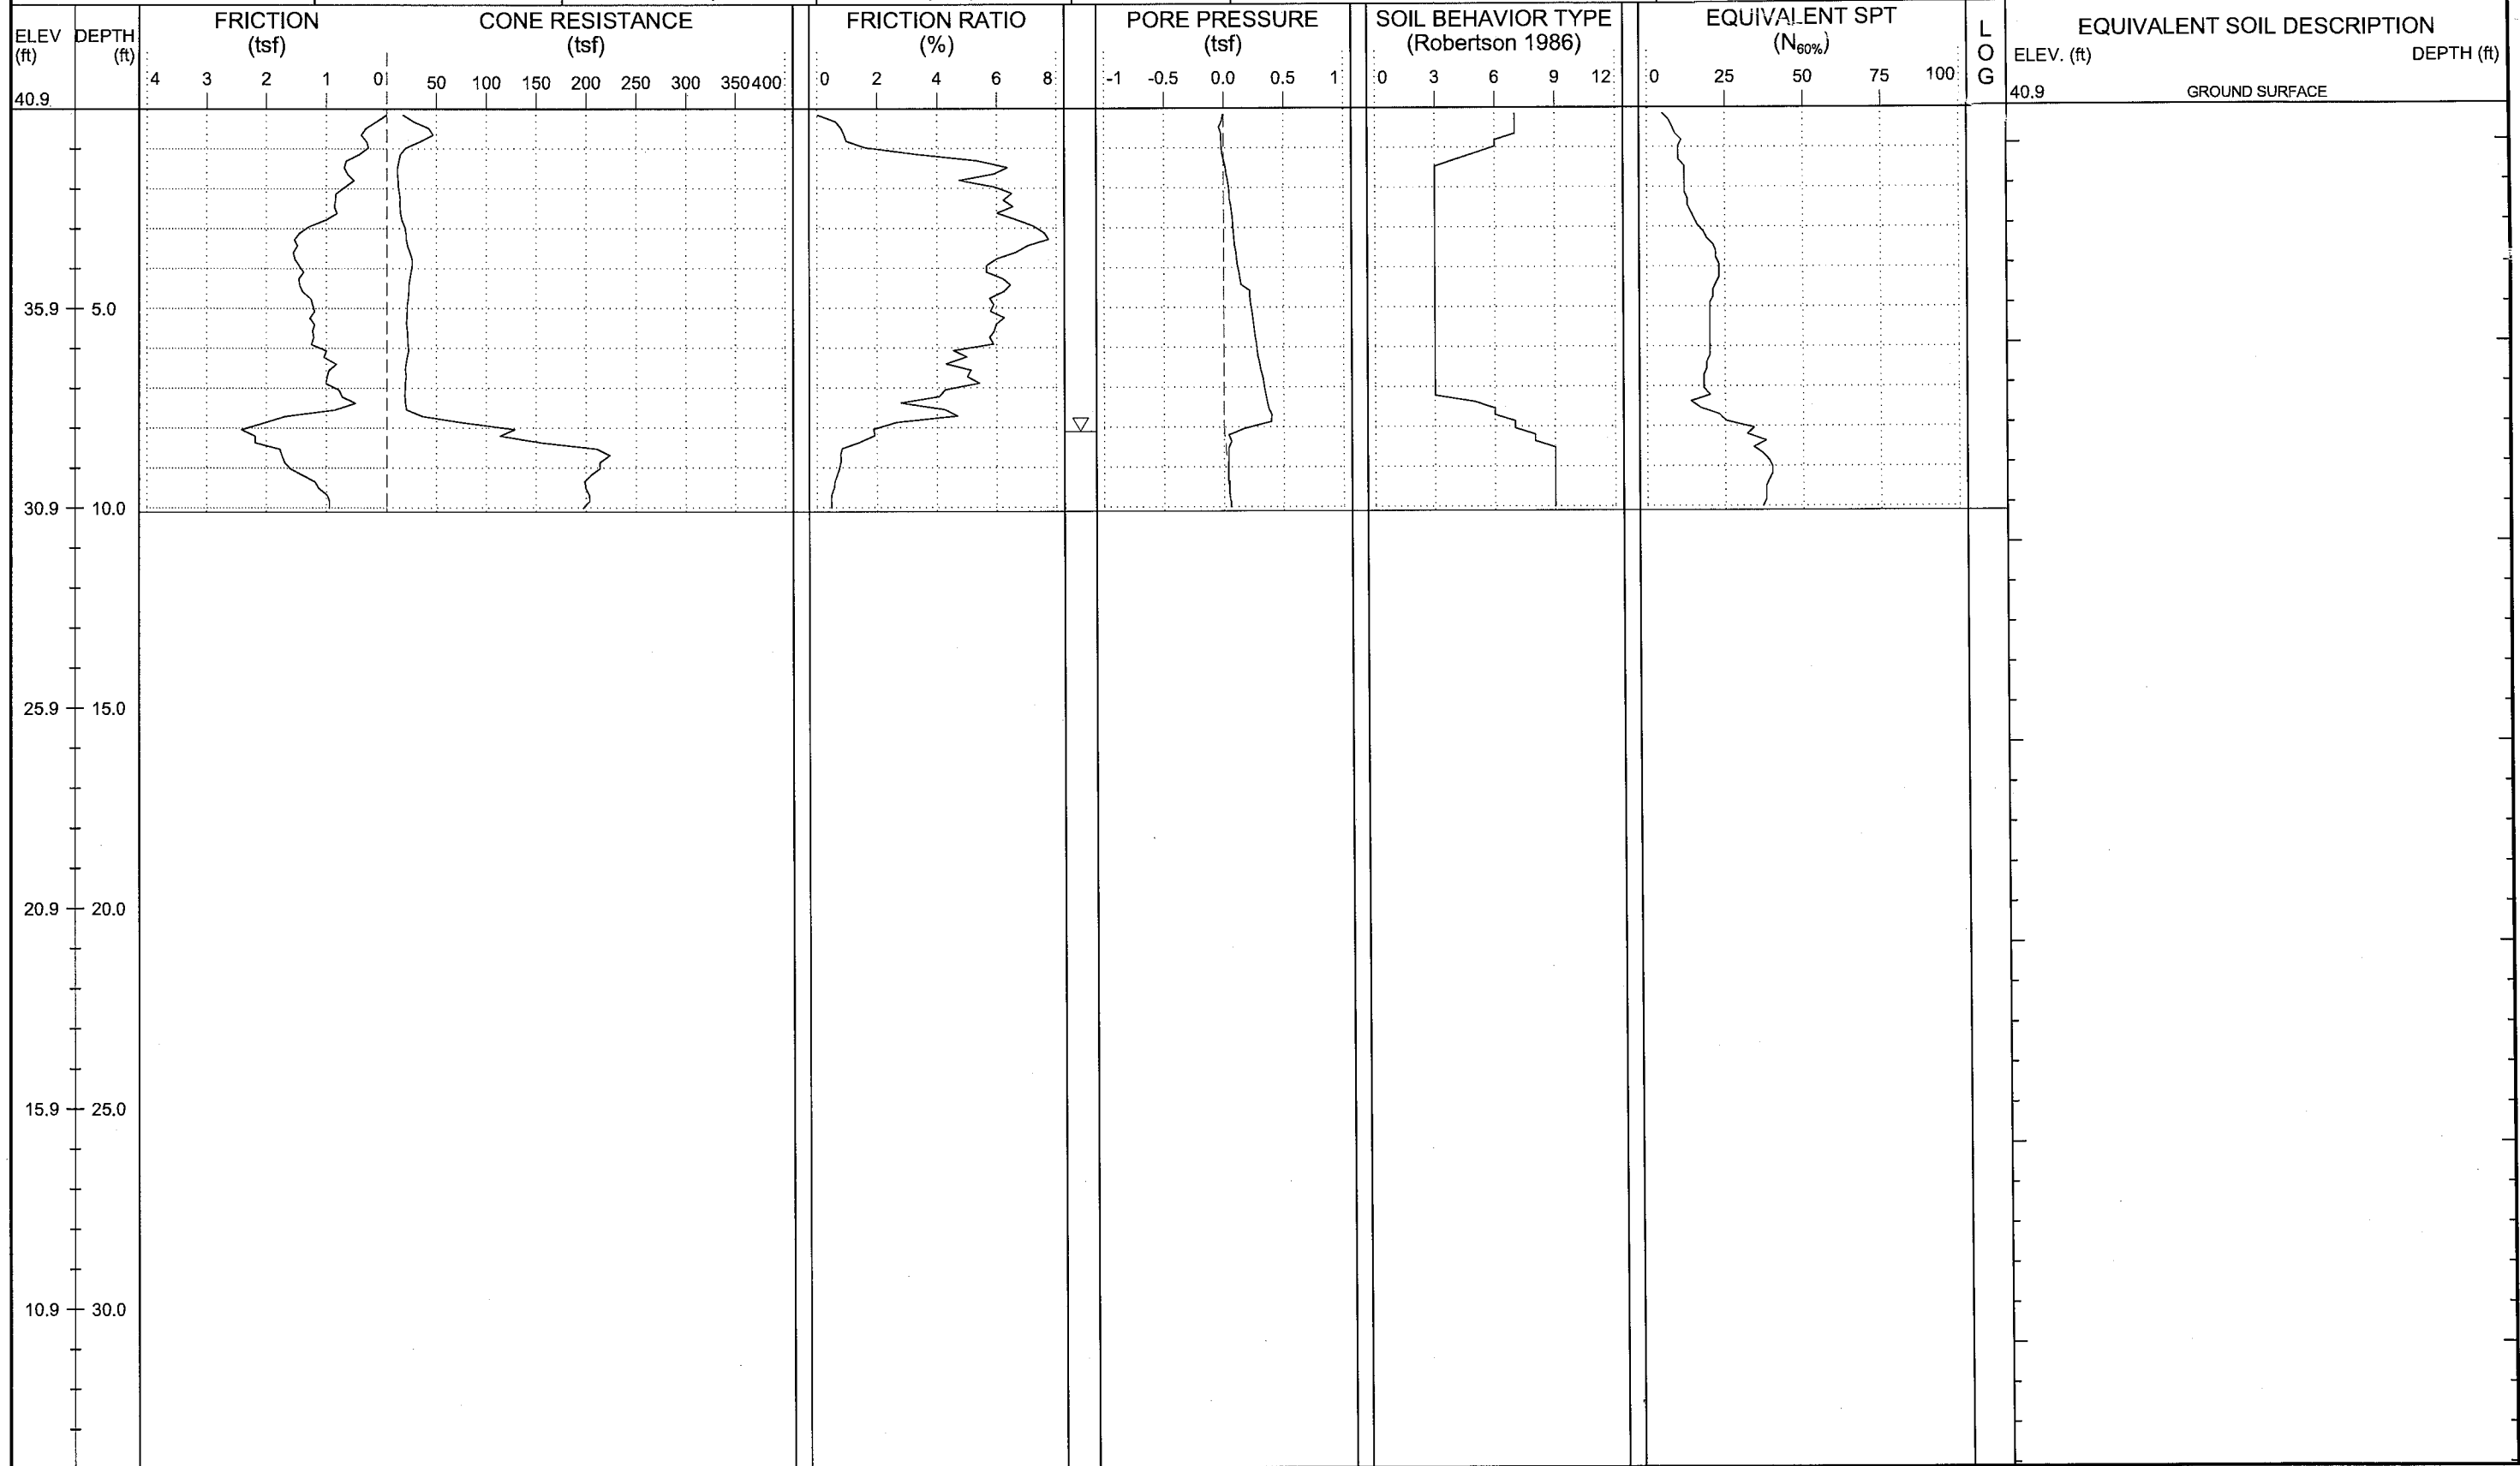 FRICTION CONE RESISTANCE FRICTION RATIO PORE PRESSURE SOIL BEHAVIOR TYPE EQUIVALENT SPT L EQUIVALENT SOIL DESCRIPTION
ELEV DEPTH (tsf) (tsf) (%) (tsf) (Robertson 1986) (N60%) O
(ft) (ft) ELEV. (ft) DEPTH (ft)
4 3 2 1 0 50 100 150 200 250 300 350 400 0 2 4 6 8 -1 -0.5 0.0 0.5 1 0 3 6 9 12 0 25 50 75 100 G
40.9 40.9 GROUND SURFACE
35.9 5.0
30.9 10.0
25.9 15.0
20.9 20.0
15.9 25.0
10.9 30.0